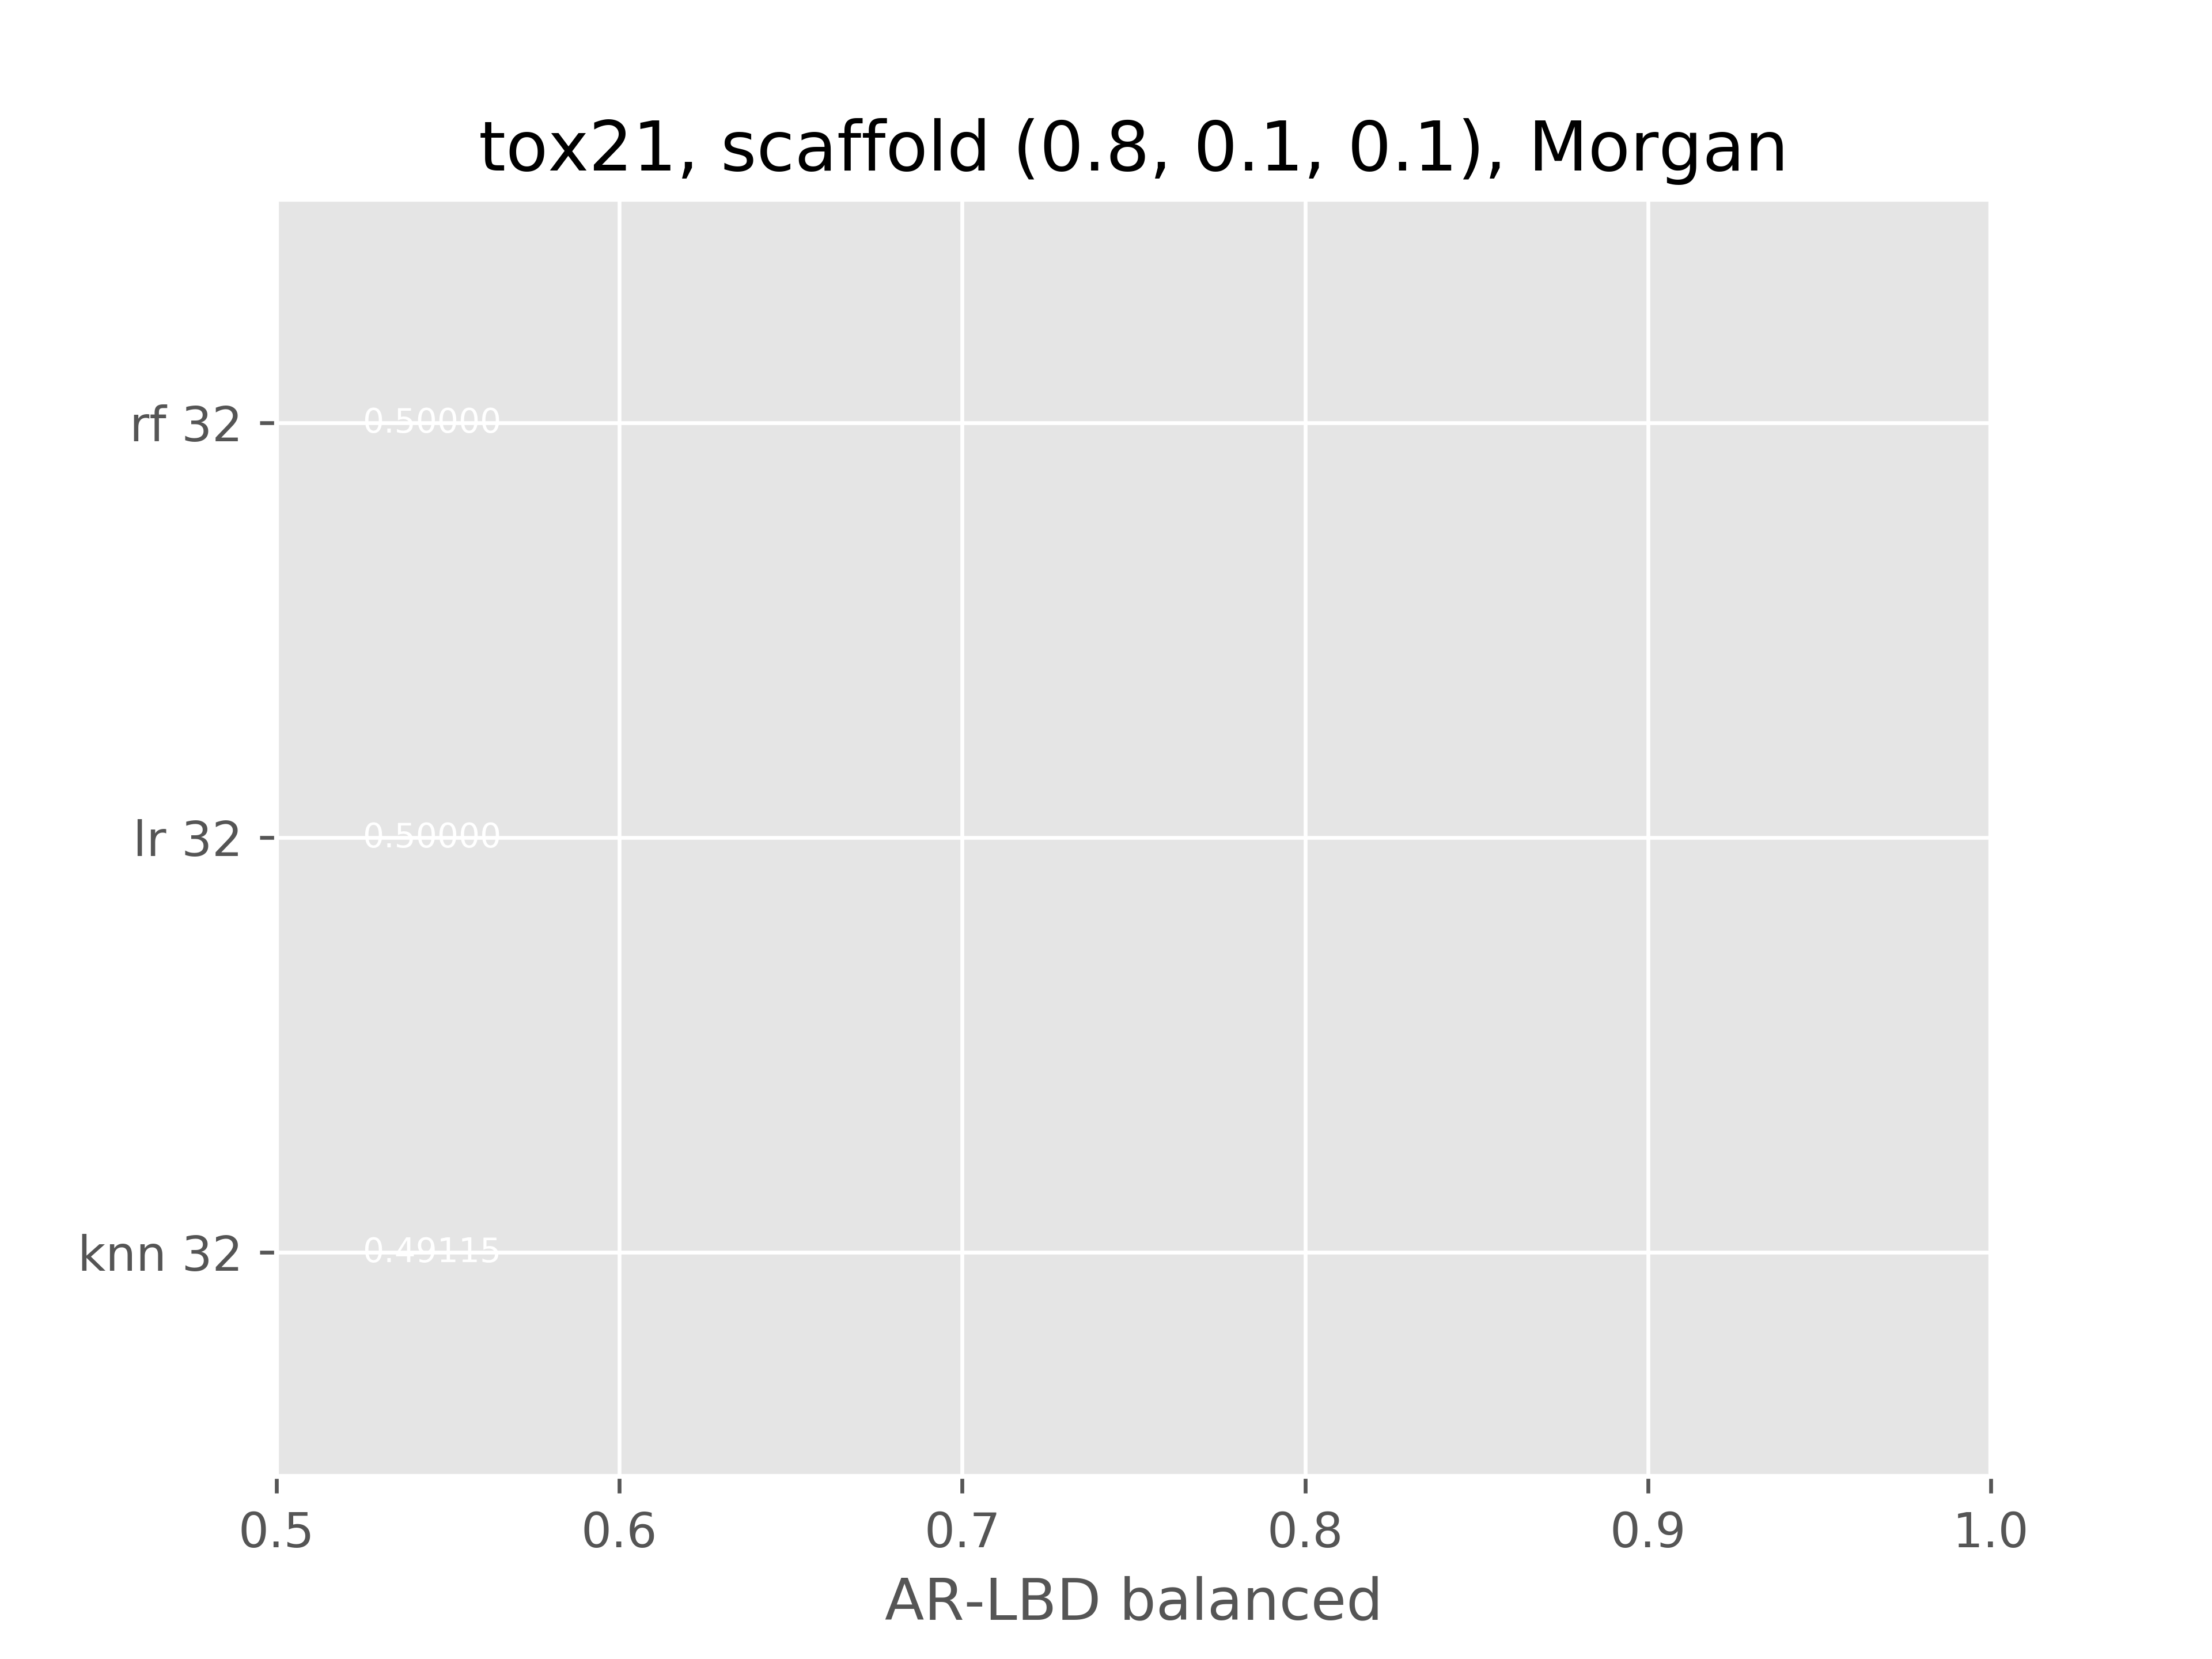 tox21, scaffold (0.8, 0.1, 0.1), Morgan
rf 32
0.50000
lr 32
0.50000
knn 32
0.49115
0.5 0.6 0.7 0.8 0.9 1.0
AR-LBD balanced